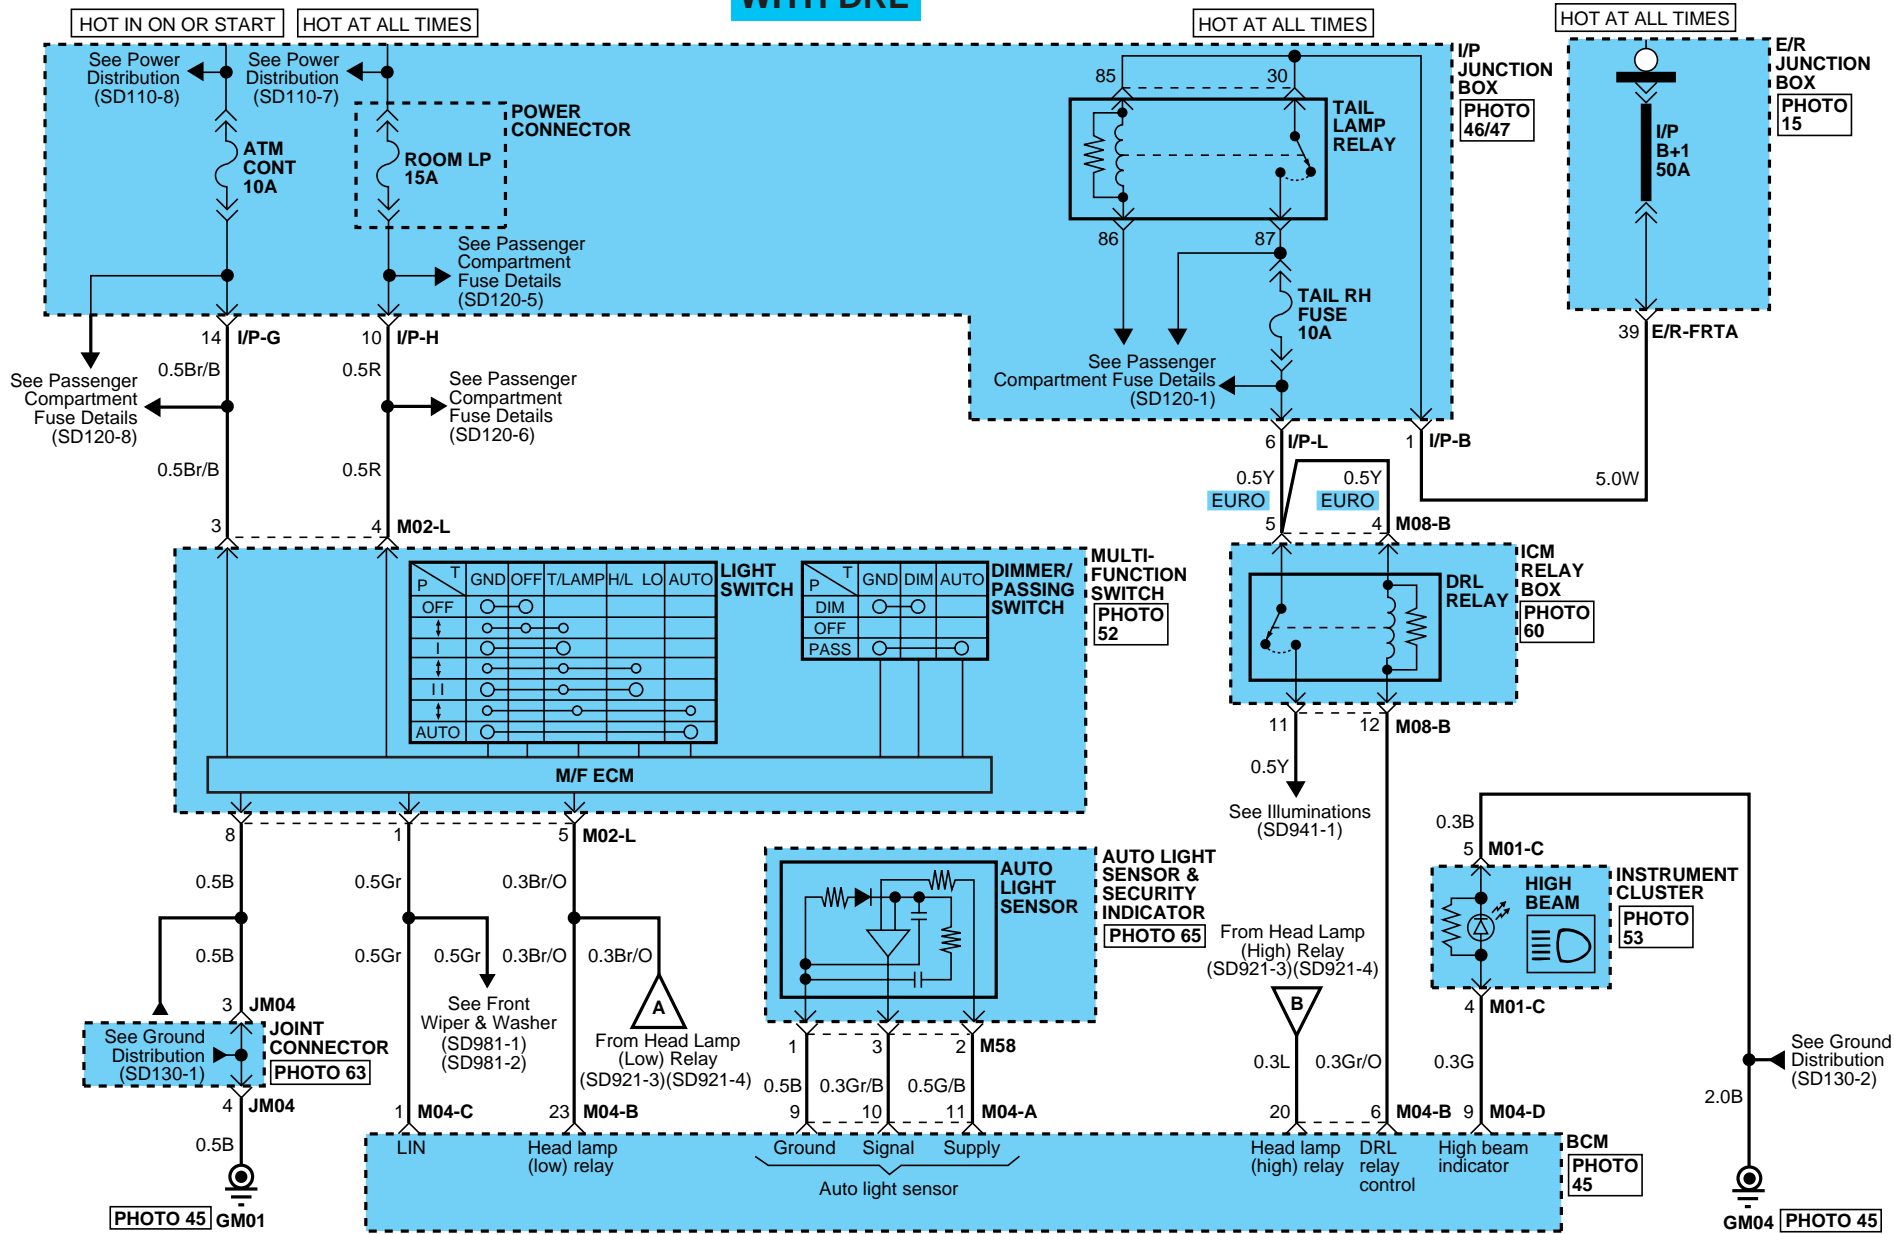 WITH DRL
HOT IN ON OR START
HOT AT ALL TIMES
HOT AT ALL TIMES
HOT AT ALL TIMES
See Power
Distribution
(SD110-8)
See Power
Distribution
(SD110-7)
POWER
CONNECTOR
ATM
CONT
10A
ROOM LP
15A
See Passenger
Compartment
Fuse Details
(SD120-5)
85
30
TAIL
LAMP
RELAY
86
87
TAIL RH
FUSE
10A
See Passenger
Compartment Fuse Details
(SD120-1)
I/P
JUNCTION
BOX
PHOTO
46/47
I/P
B+1
50A
E/R
JUNCTION
BOX
PHOTO
15
14 I/P-G
10 I/P-H
0.5Br/B
0.5R
See Passenger
Compartment
Fuse Details
(SD120-8)
See Passenger
Compartment
Fuse Details
(SD120-6)
0.5Br/B
0.5R
3
4 M02-L
6 I/P-L
1 I/P-B
39 E/R-FRTA
0.5Y
EURO
0.5Y
EURO
5.0W
5
4 M08-B
P T GND OFF T/LAMP H/L LO AUTO
OFF
I
I I
AUTO
LIGHT
SWITCH
P T GND DIM AUTO
DIM
OFF
PASS
DIMMER/
PASSING
SWITCH
MULTI-
FUNCTION
SWITCH
PHOTO
52
M/F ECM
DRL
RELAY
ICM
RELAY
BOX
PHOTO
60
11
12 M08-B
0.5Y
See Illuminations
(SD941-1)
8
1
5 M02-L
0.5B
0.5Gr
0.3Br/O
0.5B
0.5Gr
0.5Gr
0.3Br/O
0.3Br/O
See Front
Wiper & Washer
(SD981-1)
(SD981-2)
A
From Head Lamp
(Low) Relay
(SD921-3)(SD921-4)
3 JM04
See Ground
Distribution
(SD130-1)
JOINT
CONNECTOR
PHOTO 63
4 JM04
0.5B
PHOTO 45
GM01
AUTO
LIGHT
SENSOR
AUTO LIGHT
SENSOR &
SECURITY
INDICATOR
PHOTO 65
1
3
2 M58
0.5B
0.3Gr/B
0.5G/B
From Head Lamp
(High) Relay
(SD921-3)(SD921-4)
B
0.3L
0.3Gr/O
0.3B
5 M01-C
HIGH
BEAM
INSTRUMENT
CLUSTER
PHOTO
53
4 M01-C
0.3G
See Ground
Distribution
(SD130-2)
2.0B
1 M04-C
23 M04-B
9
10
11 M04-A
20
6 M04-B
9 M04-D
LIN
Head lamp
(low) relay
Ground
Signal
Supply
Auto light sensor
Head lamp
(high) relay
DRL
relay
control
High beam
indicator
BCM
PHOTO
45
GM04
PHOTO 45